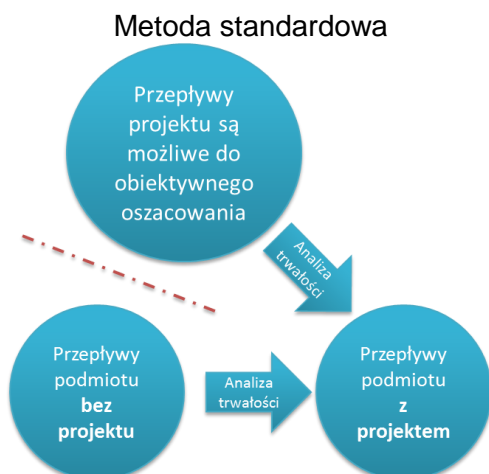 Metoda standardowa
Przepływy
projektu są
możliwe do
obiektywnego
oszacowania
Analiza
trwałości
Przepływy
podmiotu
bez
projektu
Analiza
trwałości
Przepływy
podmiotu
z
projektem